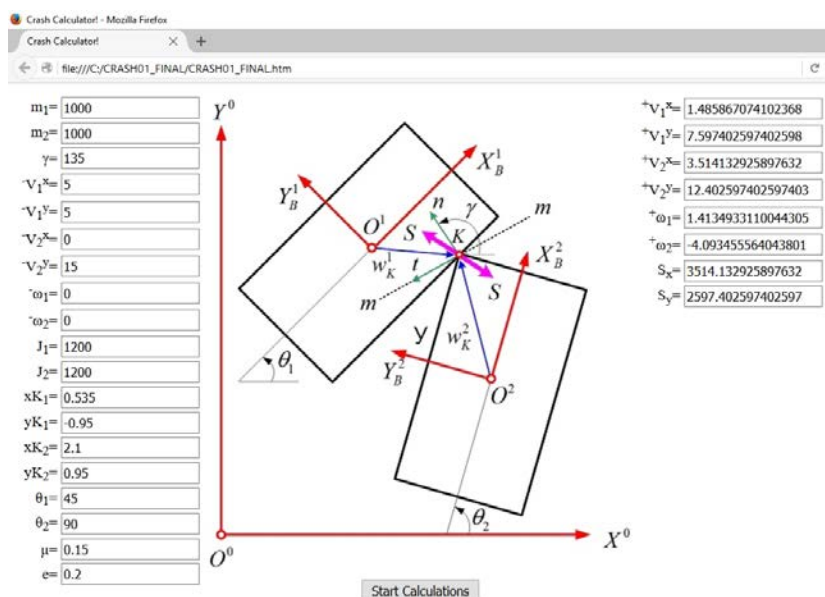 Crash Calculator! - Mozilla Firefox
Crash Calculator!
file:///C:/CRASH01_FINAL/CRASH01_FINAL.htm
m1= 1000
m2= 1000
γ= 135
-V1x= 5
-V1y= 5
-V2x= 0
-V2y= 15
-ω1= 0
-ω2= 0
J1= 1200
J2= 1200
xK1= 0.535
yK1= -0.95
xK2= 2.1
yK2= 0.95
θ1= 45
θ2= 90
μ= 0.15
e= 0.2
Y0
X1B
Y1B
n
γ
m
O1
S
K
w1K
t
S
X2B
m
θ1
y
w2K
Y2B
O2
θ2
X0
O0
+V1x= 1.485867074102368
+V1y= 7.597402597402598
+V2x= 3.514132925897632
+V2y= 12.402597402597403
+ω1= 1.4134933110044305
+ω2= -4.093455564043801
Sx= 3514.132925897632
Sy= 2597.402597402597
Start Calculations